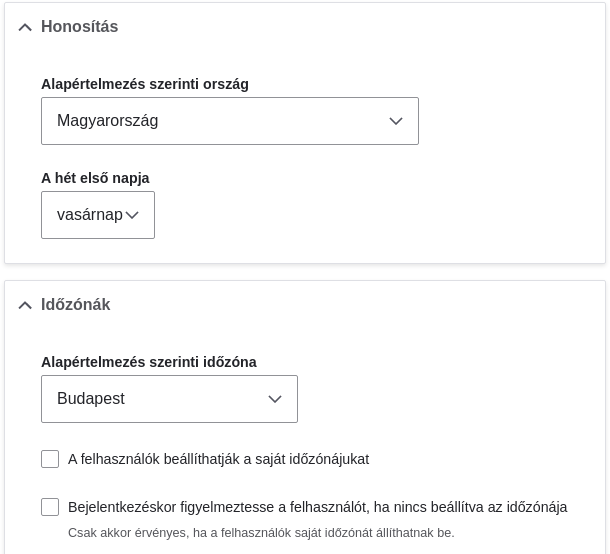 Honosítás
Alapértelmezés szerinti ország
Magyarország
A hét első napja
vasárnap
Időzónák
Alapértelmezés szerinti időzóna
Budapest
A felhasználók beállíthatják a saját időzónájukat
Bejelentkezéskor figyelmeztesse a felhasználót, ha nincs beállítva az időzónája
Csak akkor érvényes, ha a felhasználók saját időzónát állíthatnak be.